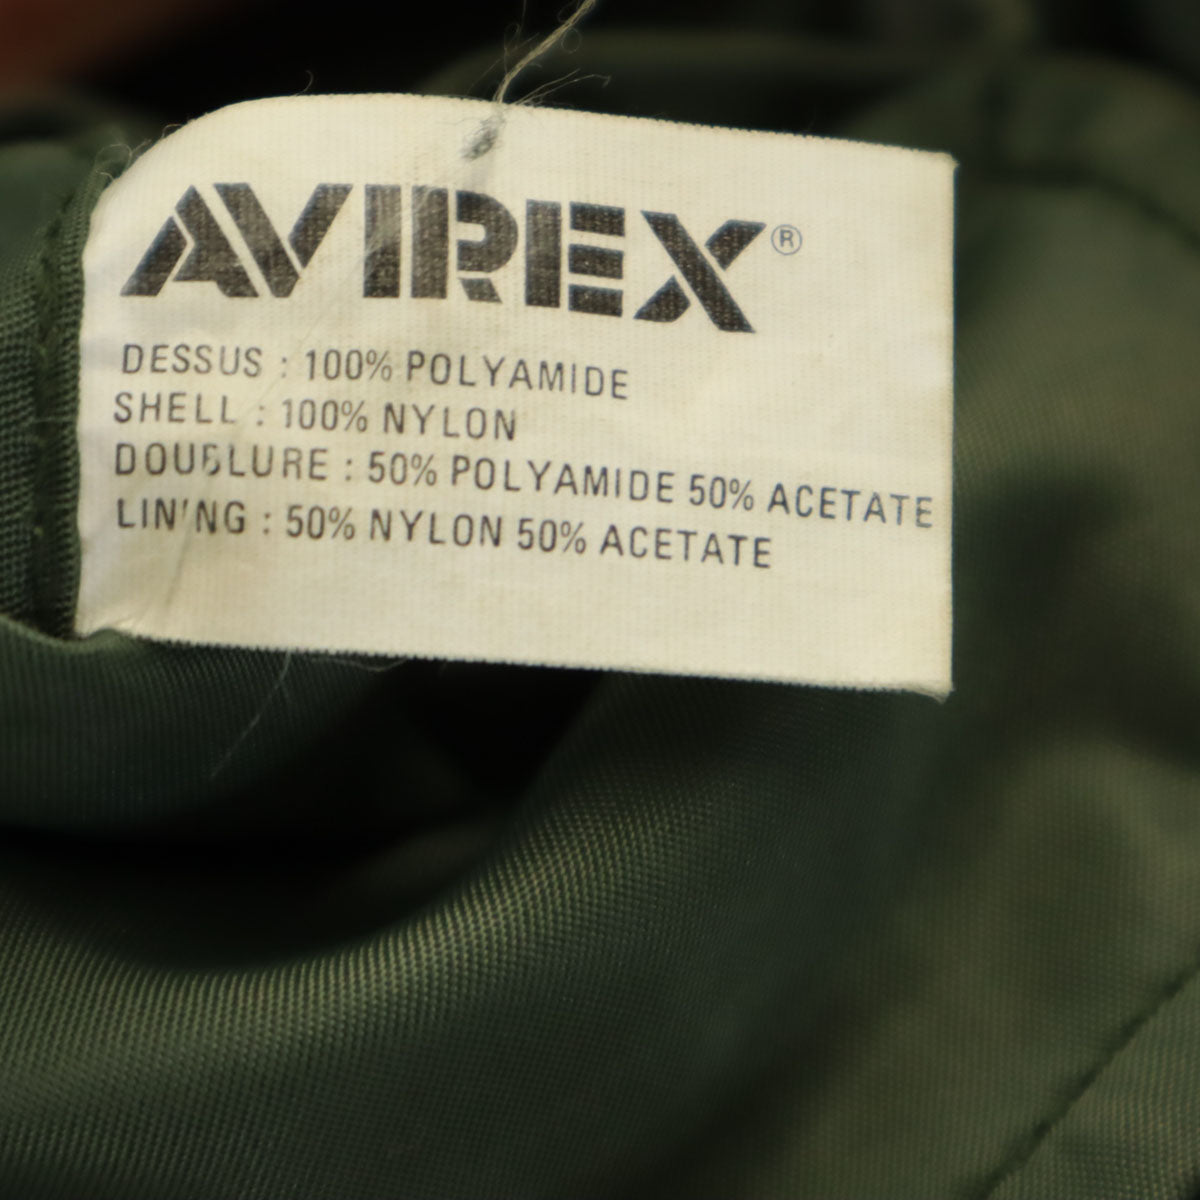 AVIREX®
DESSUS : 100% POLYAMIDE
SHELL : 100% NYLON
DOUBLURE : 50% POLYAMIDE 50% ACETATE
LINING : 50% NYLON 50% ACETATE